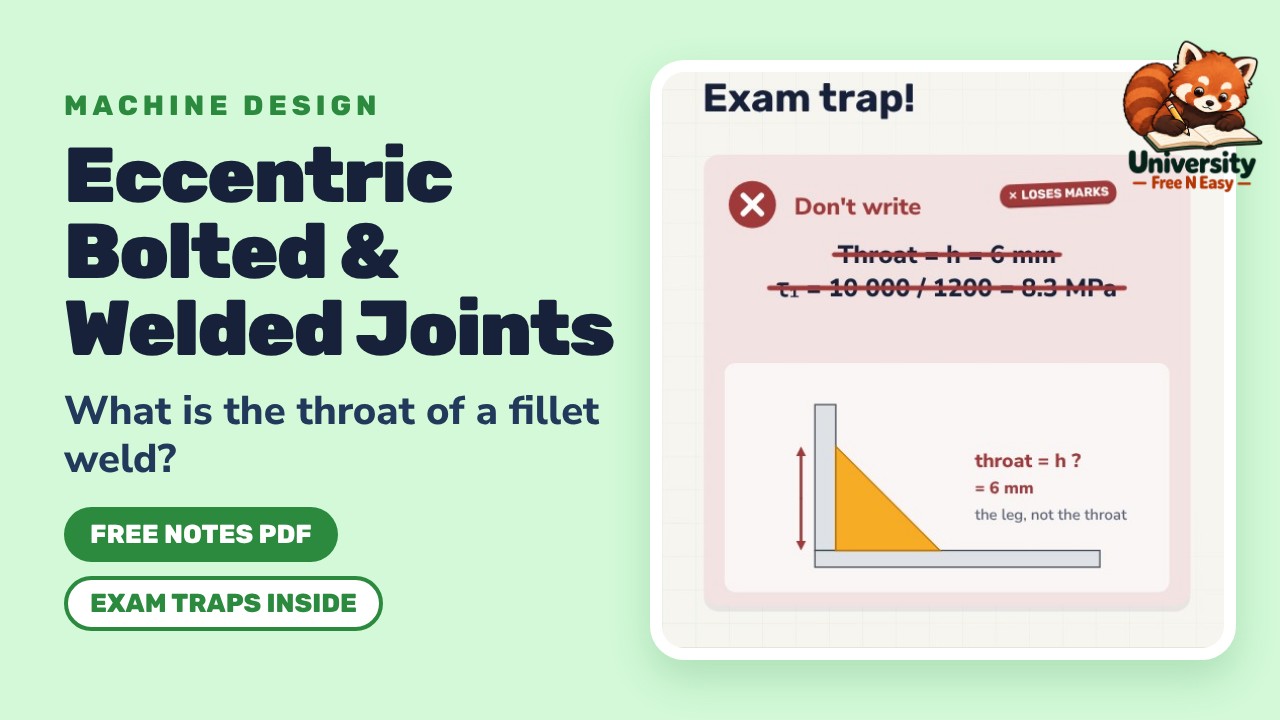 MACHINE DESIGN
Eccentric
Bolted &
Welded Joints
What is the throat of a fillet
weld?
FREE NOTES PDF
EXAM TRAPS INSIDE
Exam trap!
Don't write
× LOSES MARKS
Throat = h = 6 mm
τ₁ = 10 000 / 1200 = 8.3 MPa
throat = h ?
= 6 mm
the leg, not the throat
University
Free N Easy